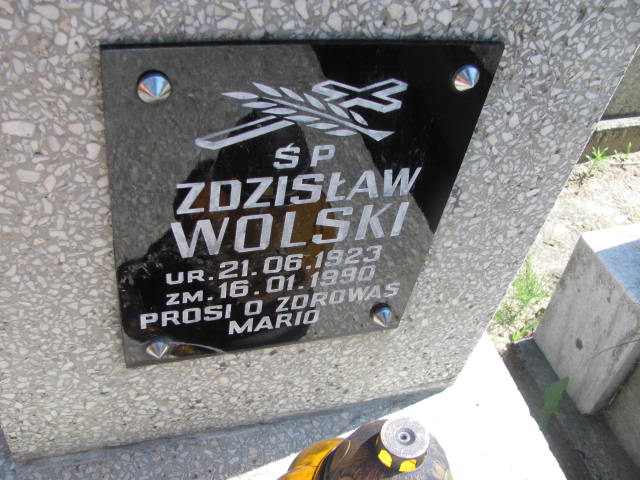 ŚP
ZDZISŁAW
WOLSKI
UR. 21.06.1923
ZM. 16.01.1990
PROSI O ZDROWAŚ
MARIO